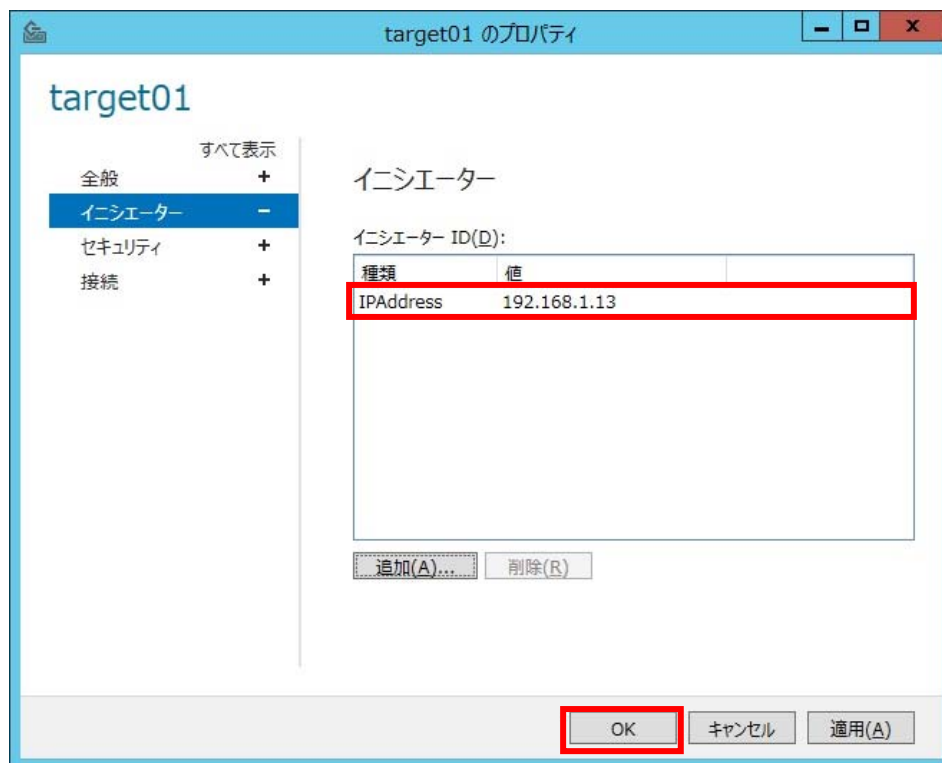 target01 のプロパティ
target01
すべて表示
全般 +
イニシエーター −
セキュリティ +
接続 +
イニシエーター
イニシエーター ID(D):
種類 値
IPAddress 192.168.1.13
追加(A)... 削除(R)
OK キャンセル 適用(A)